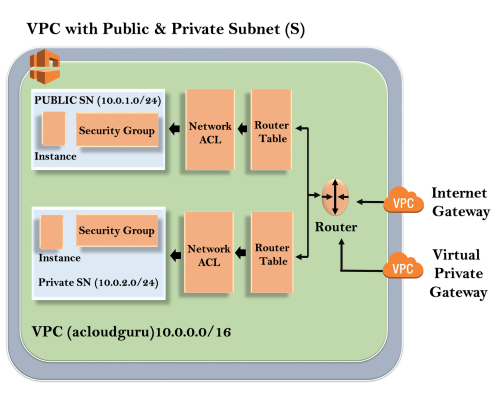 VPC with Public & Private Subnet (S)
PUBLIC SN (10.0.1.0/24)
Security Group
Instance
Network
ACL
Router
Table
Router
VPC
Internet
Gateway
Security Group
Instance
Private SN (10.0.2.0/24)
Network
ACL
Router
Table
VPC
Virtual
Private
Gateway
VPC (acloudguru)10.0.0.0/16